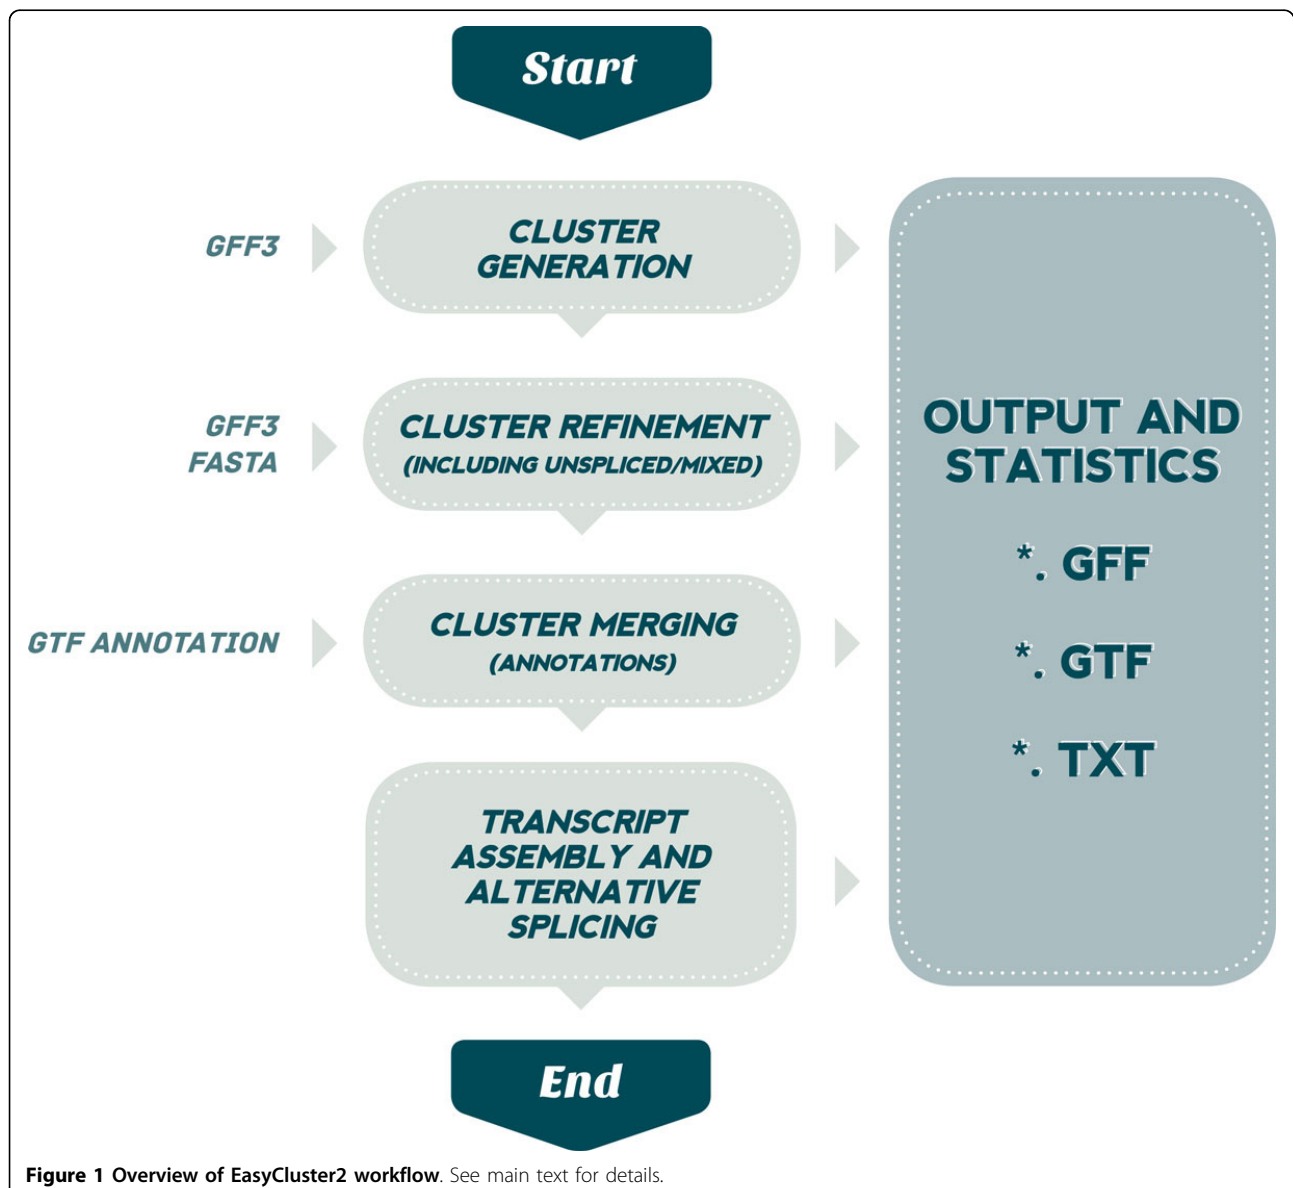 Start
GFF3
CLUSTER
GENERATION
GFF3
FASTA
CLUSTER REFINEMENT
(INCLUDING UNSPLICED/MIXED)
GTF ANNOTATION
CLUSTER MERGING
(ANNOTATIONS)
TRANSCRIPT
ASSEMBLY AND
ALTERNATIVE
SPLICING
OUTPUT AND
STATISTICS
*. GFF
*. GTF
*. TXT
End
Figure 1 Overview of EasyCluster2 workflow. See main text for details.